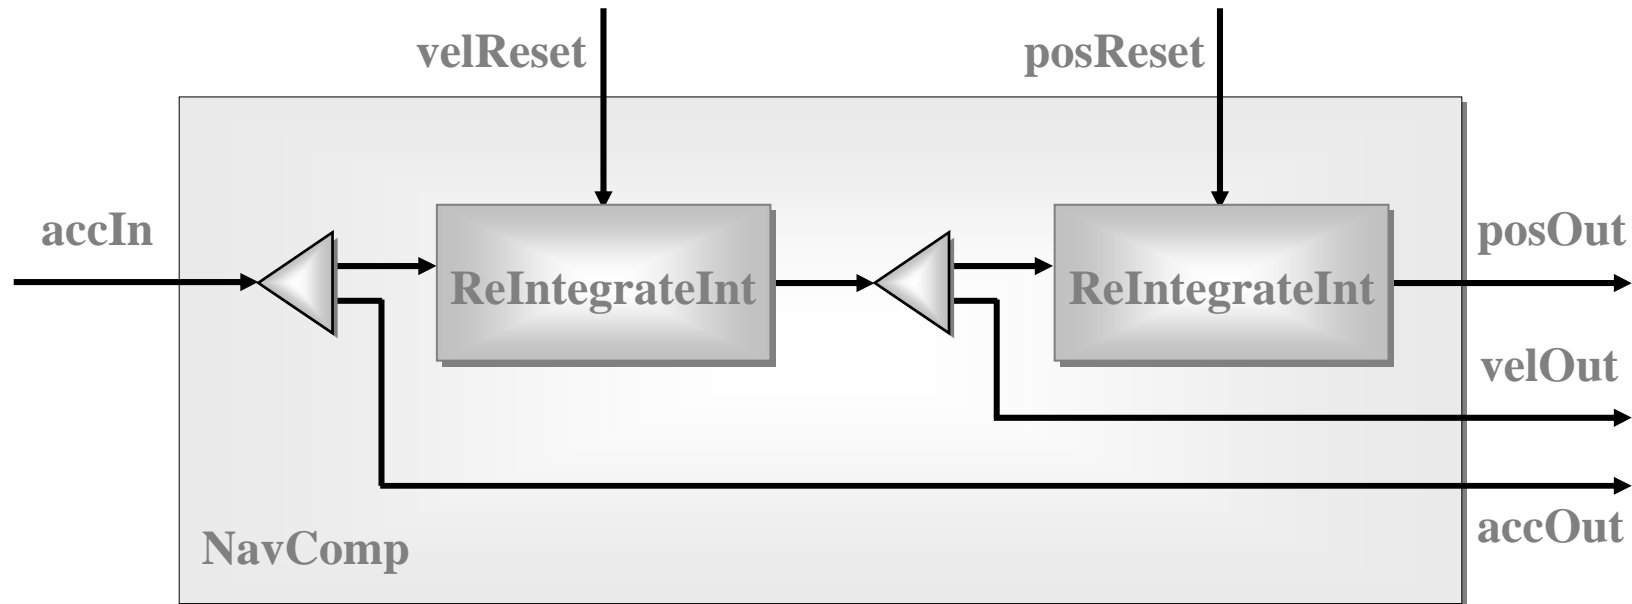 velReset
posReset
accIn
ReIntegrateInt
ReIntegrateInt
posOut
velOut
accOut
NavComp